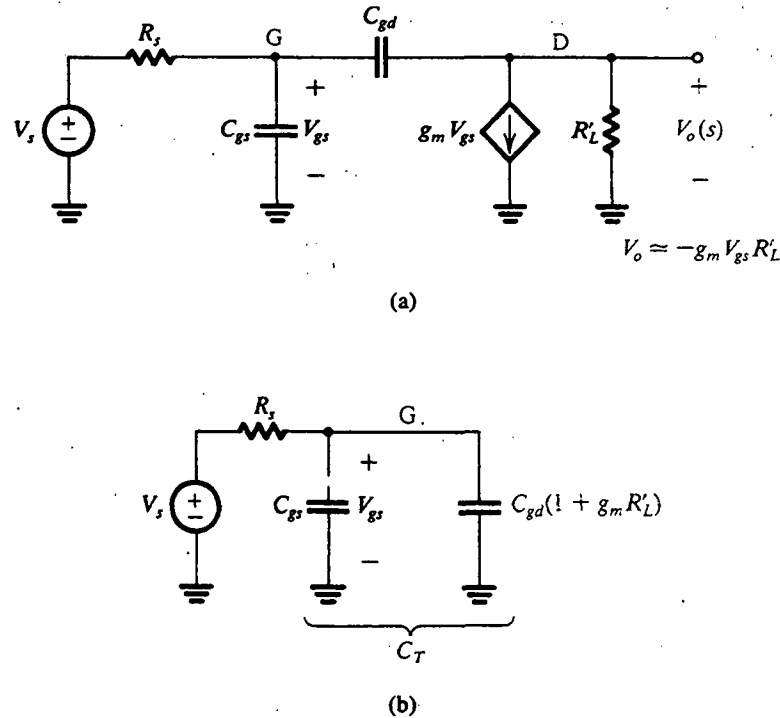 C_gd
R_s
G
D
V_s
+
−
C_gs
+
V_gs
−
g_m V_gs
R'_L
+
V_o(s)
−
V_o ≃ −g_m V_gs R'_L
(a)
R_s
G
V_s
+
−
C_gs
+
V_gs
−
C_gd(1 + g_m R'_L)
C_T
(b)